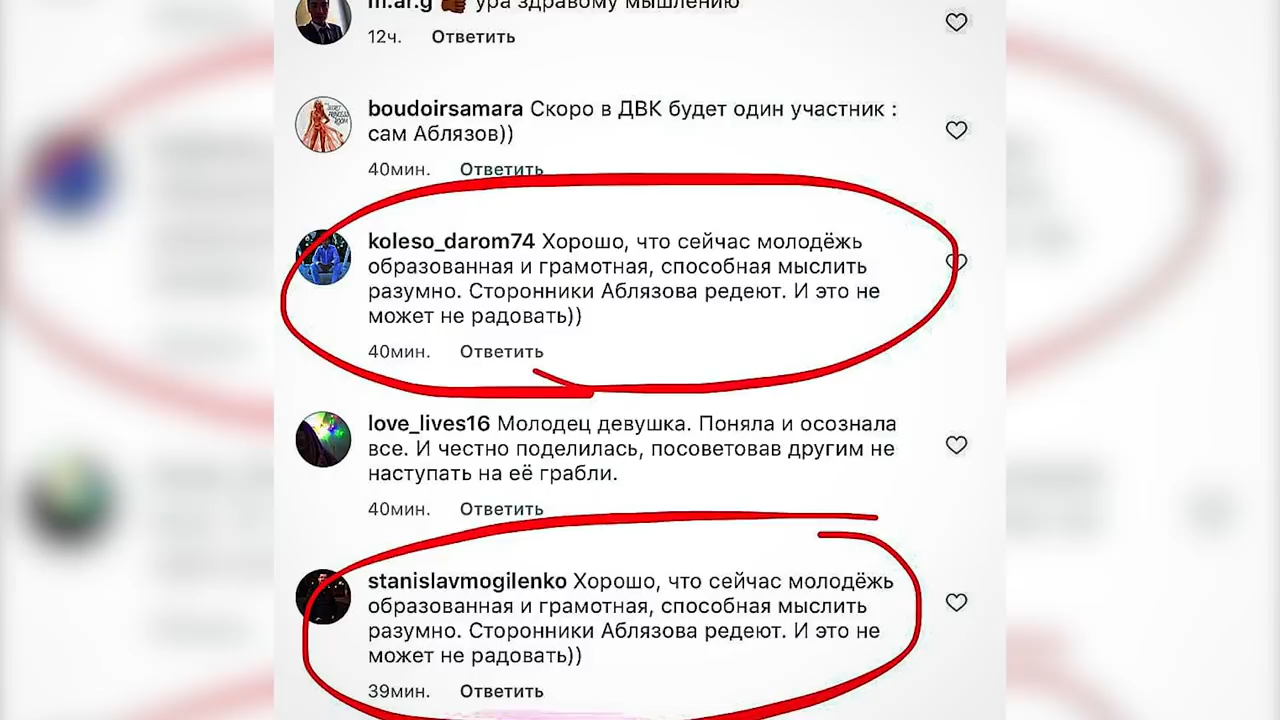 m.ar.g 👍🏾 ура здравому мышлению
12ч. Ответить
boudoirsamara Скоро в ДВК будет один участник :
сам Аблязов))
40мин. Ответить
koleso_darom74 Хорошо, что сейчас молодёжь
образованная и грамотная, способная мыслить
разумно. Сторонники Аблязова редеют. И это не
может не радовать))
40мин. Ответить
love_lives16 Молодец девушка. Поняла и осознала
все. И честно поделилась, посоветовав другим не
наступать на её грабли.
40мин. Ответить
stanislavmogilenko Хорошо, что сейчас молодёжь
образованная и грамотная, способная мыслить
разумно. Сторонники Аблязова редеют. И это не
может не радовать))
39мин. Ответить